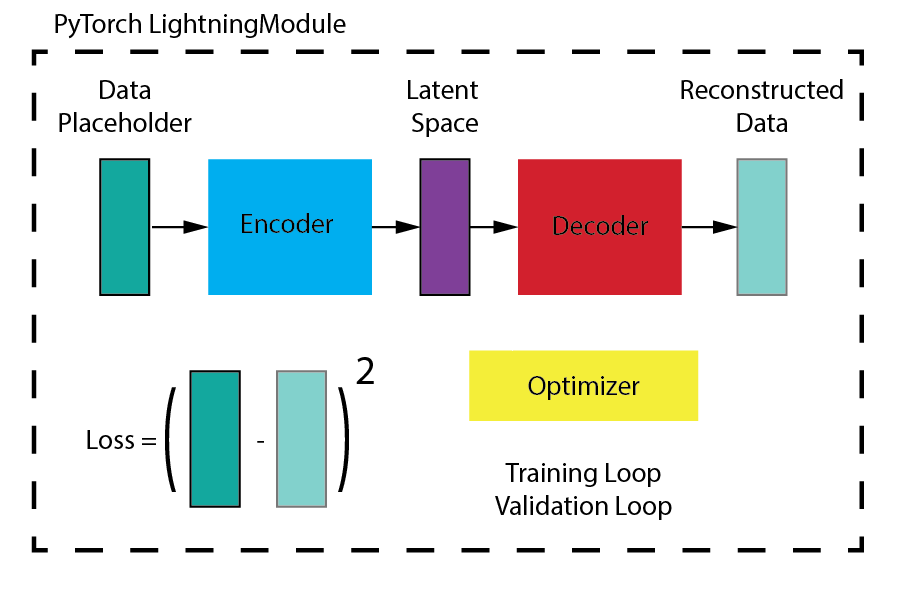 PyTorch LightningModule
Data
Placeholder
Latent
Space
Reconstructed
Data
Encoder
Decoder
Loss = ( - ) 2
Optimizer
Training Loop
Validation Loop